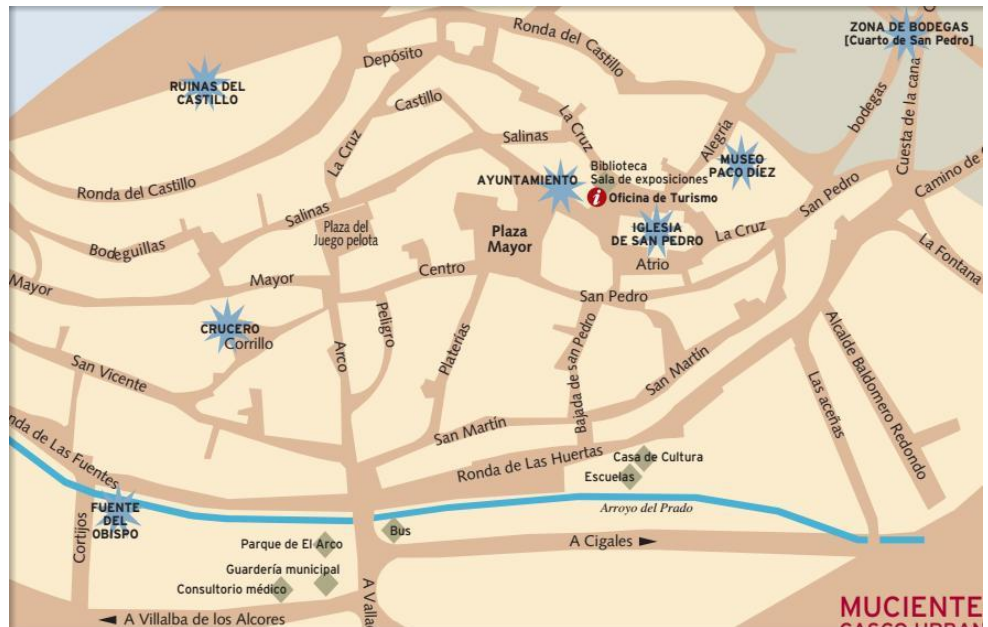 ZONA DE BODEGAS
[Cuarto de San Pedro]
Ronda del Castillo
Depósito
RUINAS DEL
CASTILLO
Castillo
La Cruz
bodegas
Cuesta de la cana
Salinas
La Cruz
Alegría
MUSEO
PACO DÍEZ
Biblioteca
Sala de exposiciones
AYUNTAMIENTO
i Oficina de Turismo
Camino de
Ronda del Castillo
Salinas
San Pedro
Plaza del
Juego pelota
Plaza
Mayor
IGLESIA
DE SAN PEDRO
La Cruz
Bodeguillas
La Fontana
Atrio
Centro
Mayor
Mayor
San Pedro
Peligro
CRUCERO
Corrillo
Arco
Platerías
Bajada de san Pedro
San Martín
Alcalde Baldomero Redondo
San Vicente
Las aceñas
San Martín
nda de Las Fuentes
Ronda de Las Huertas
Casa de Cultura
Escuelas
FUENTE
DEL
OBISPO
Arroyo del Prado
Cortijos
Bus
Parque de El Arco
A Cigales ►
Guardería municipal
Consultorio médico
A Vallad
◄ A Villalba de los Alcores
MUCIENTE
CASCO URBAN